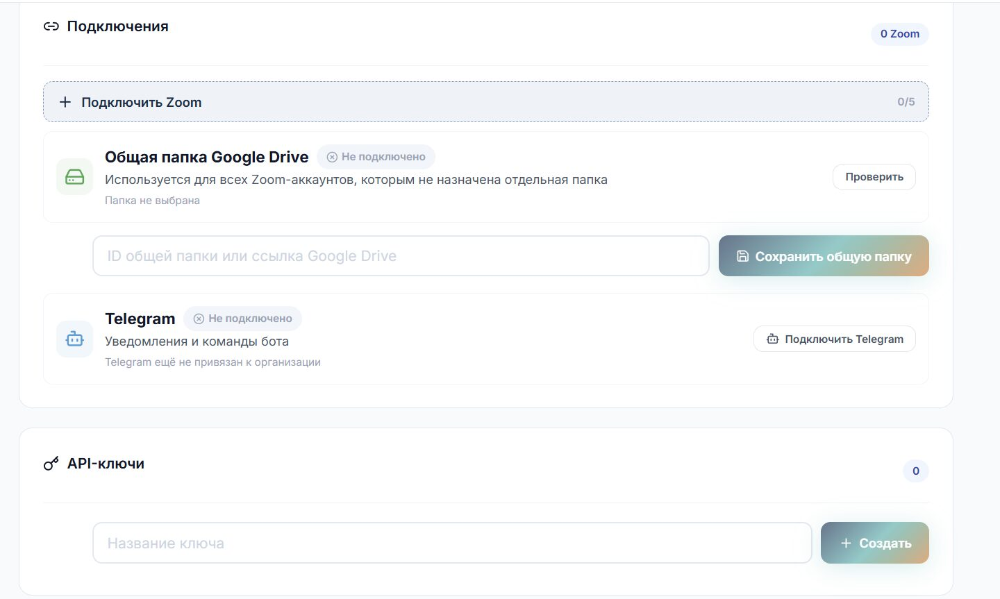 Подключения
0 Zoom
Подключить Zoom
0/5
Общая папка Google Drive
Не подключено
Используется для всех Zoom-аккаунтов, которым не назначена отдельная папка
Папка не выбрана
Проверить
ID общей папки или ссылка Google Drive
Сохранить общую папку
Telegram
Не подключено
Уведомления и команды бота
Telegram ещё не привязан к организации
Подключить Telegram
API-ключи
0
Название ключа
Создать